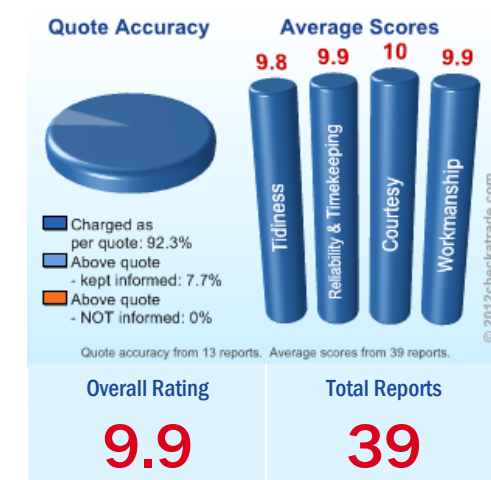 Quote Accuracy
Average Scores
9.8
9.9
10
9.9
Tidiness
Reliability & Timekeeping
Courtesy
Workmanship
Charged as
per quote: 92.3%
Above quote
- kept informed: 7.7%
Above quote
- NOT informed: 0%
© 2012checkatrade.com
Quote accuracy from 13 reports. Average scores from 39 reports.
Overall Rating
Total Reports
9.9
39